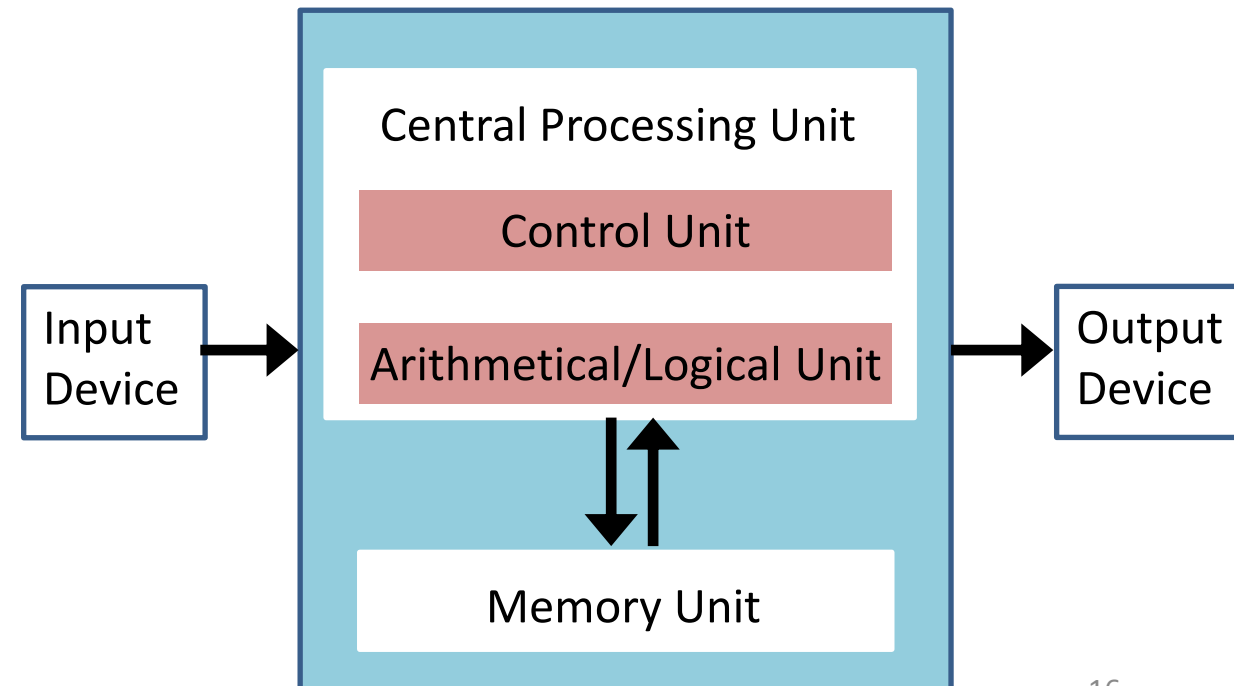 Central Processing Unit
Control Unit
Input
Device
Arithmetical/Logical Unit
Output
Device
Memory Unit